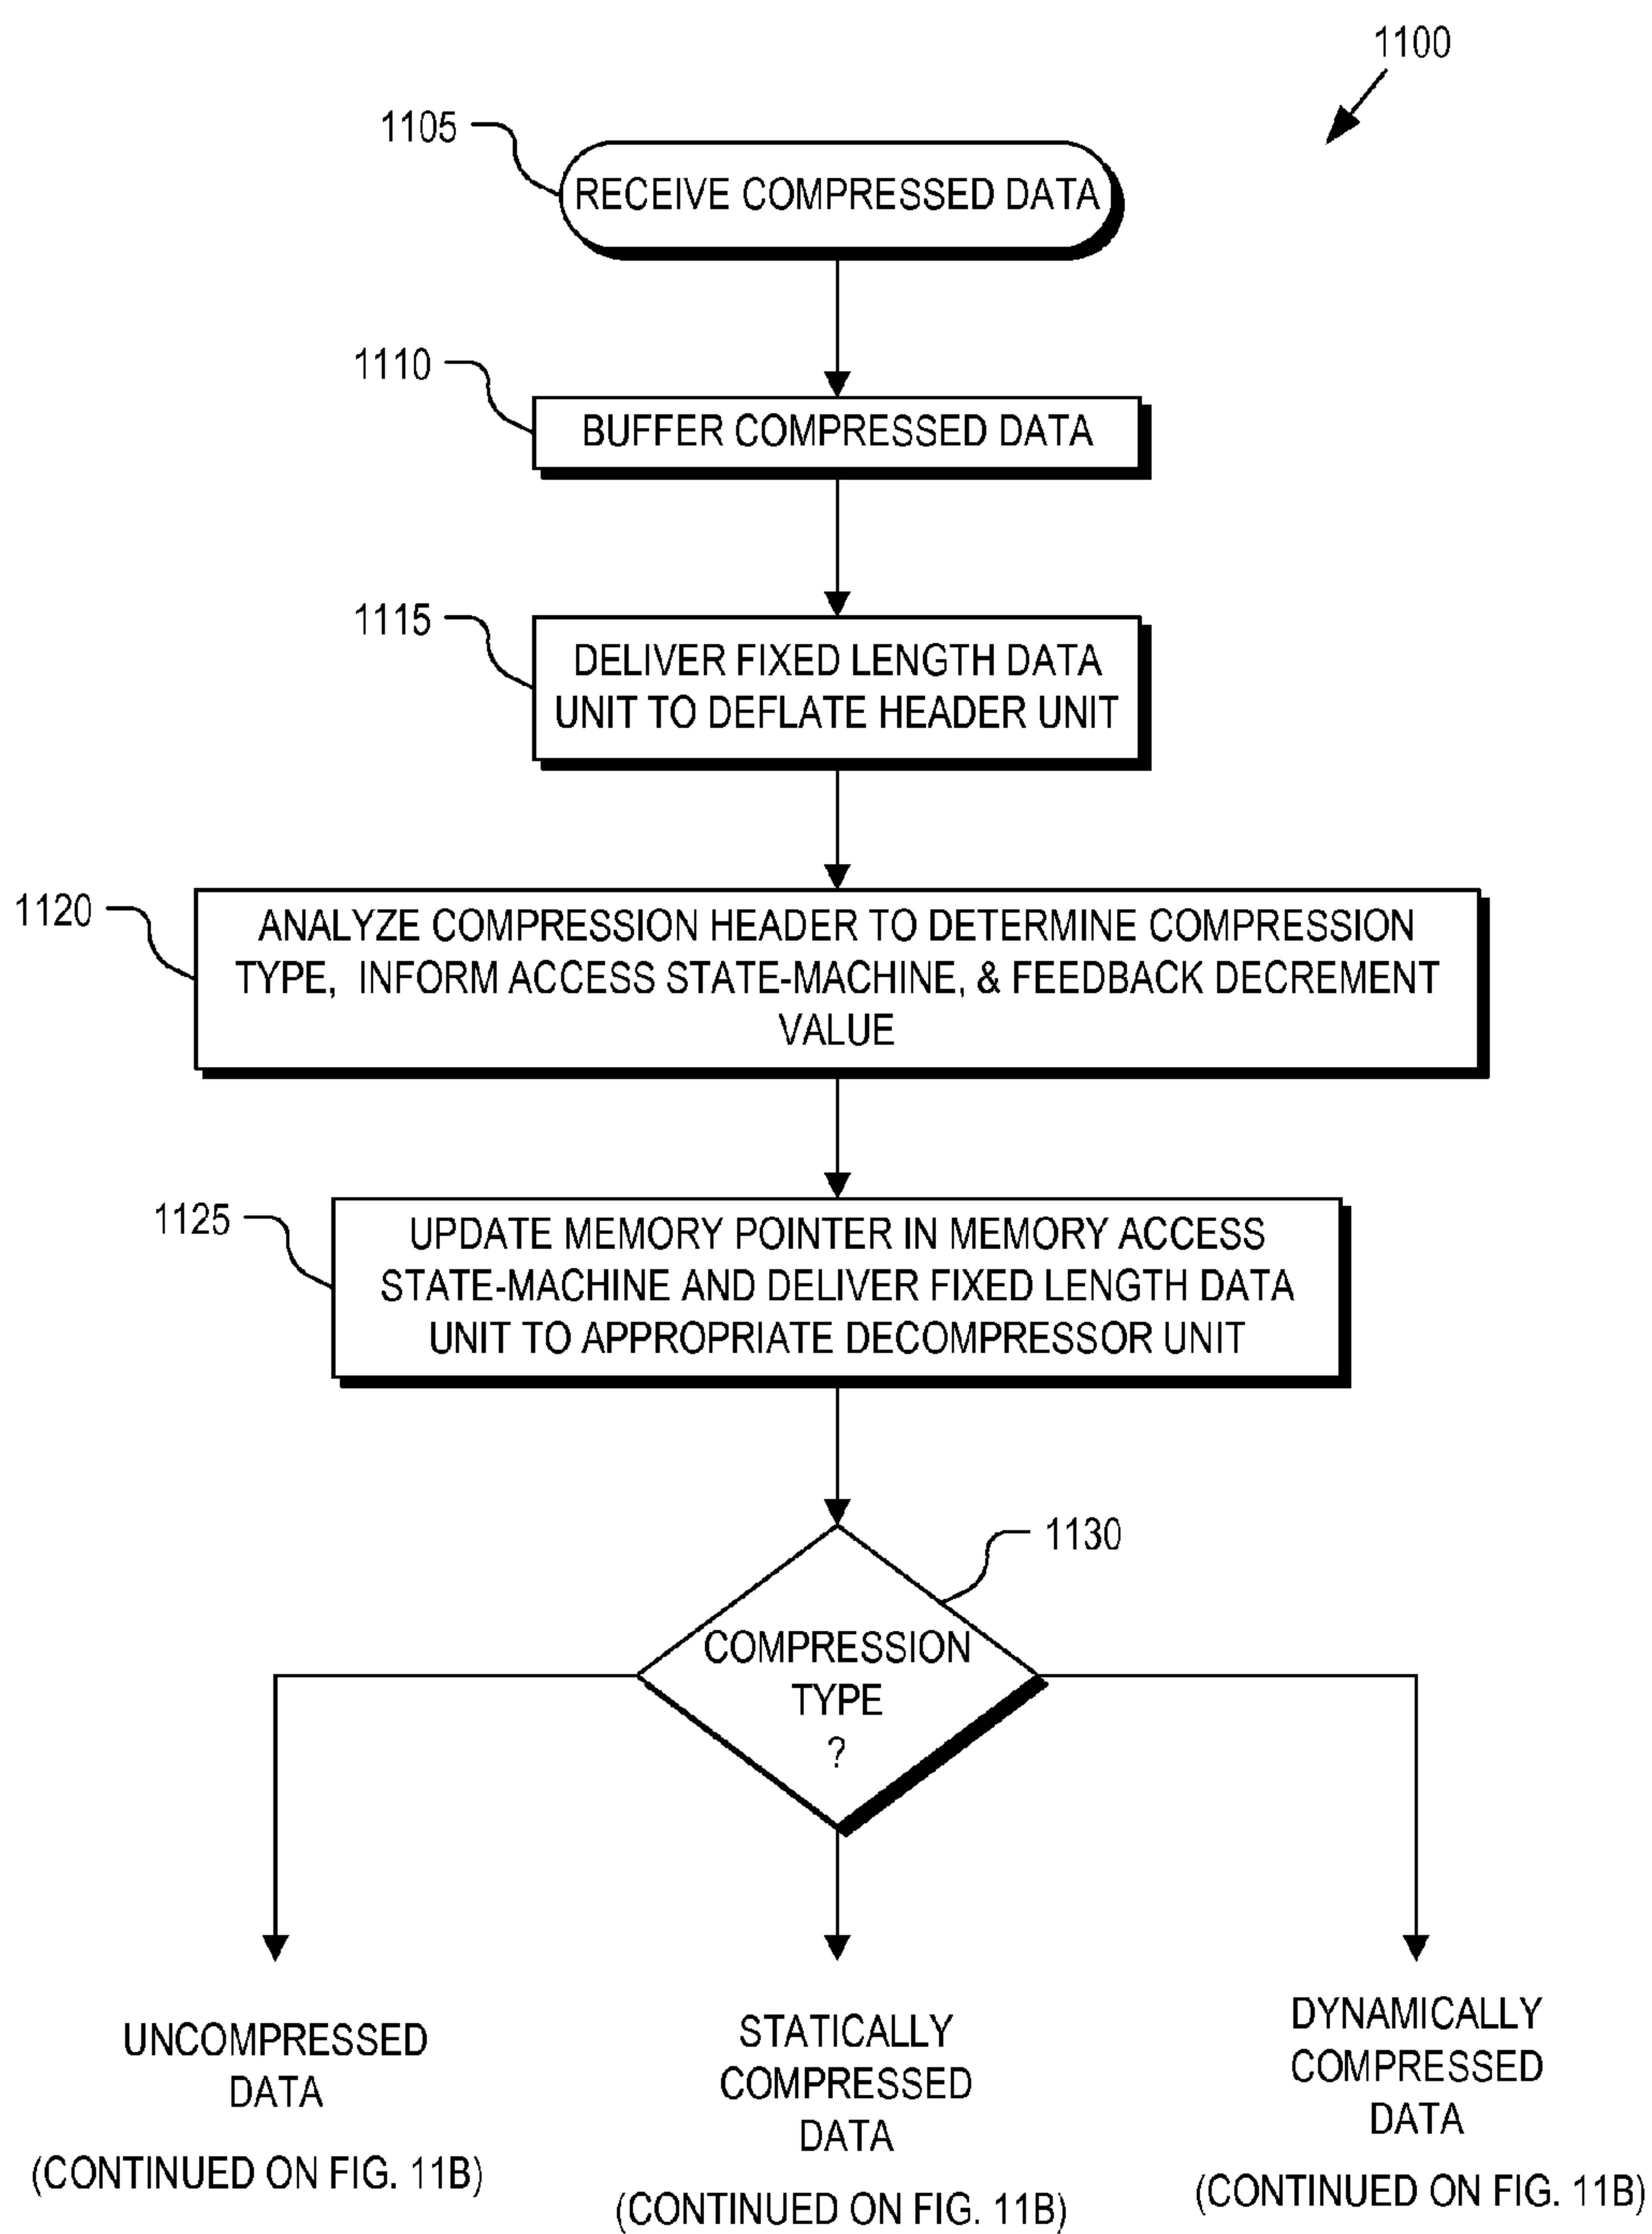 1100
1105
RECEIVE COMPRESSED DATA
1110
BUFFER COMPRESSED DATA
1115
DELIVER FIXED LENGTH DATA
UNIT TO DEFLATE HEADER UNIT
1120
ANALYZE COMPRESSION HEADER TO DETERMINE COMPRESSION
TYPE, INFORM ACCESS STATE-MACHINE, & FEEDBACK DECREMENT
VALUE
1125
UPDATE MEMORY POINTER IN MEMORY ACCESS
STATE-MACHINE AND DELIVER FIXED LENGTH DATA
UNIT TO APPROPRIATE DECOMPRESSOR UNIT
1130
COMPRESSION
TYPE
?
UNCOMPRESSED
DATA
(CONTINUED ON FIG. 11B)
STATICALLY
COMPRESSED
DATA
(CONTINUED ON FIG. 11B)
DYNAMICALLY
COMPRESSED
DATA
(CONTINUED ON FIG. 11B)